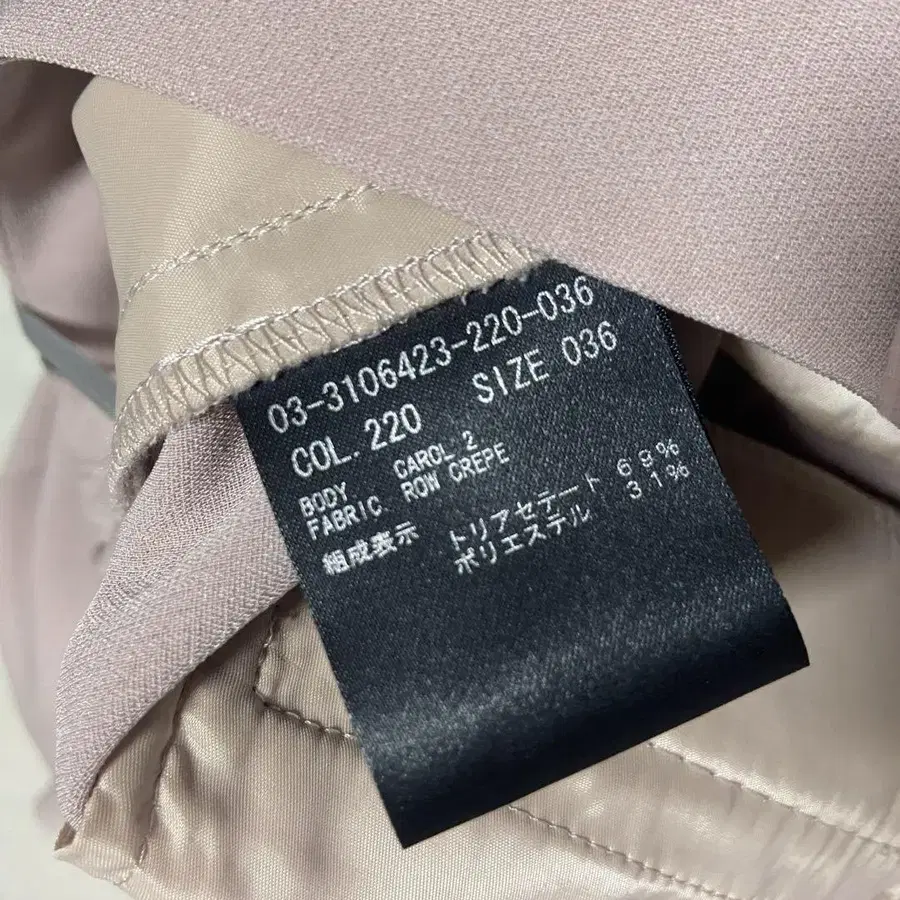 03-3106423-220-036
COL. 220 SIZE 036
BODY CAROL 2
FABRIC ROW CREPE
組成表示 トリアセテート 69%
ポリエステル 31%